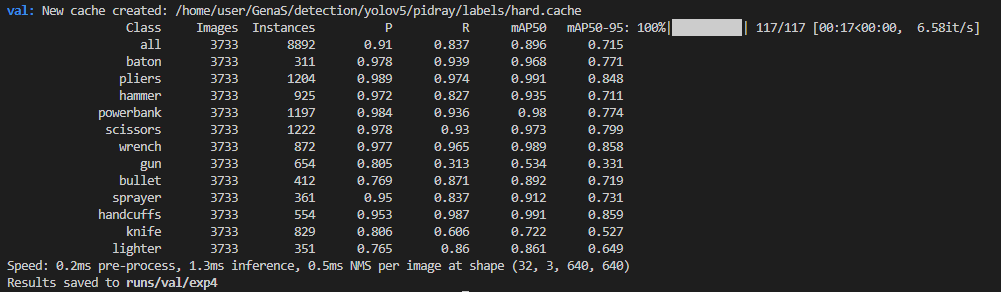 val: New cache created: /home/user/GenaS/detection/yolov5/pidray/labels/hard.cache
Class Images Instances P R mAP50 mAP50-95: 100%|██████████| 117/117 [00:17<00:00, 6.58it/s]
all 3733 8892 0.91 0.837 0.896 0.715
baton 3733 311 0.978 0.939 0.968 0.771
pliers 3733 1204 0.989 0.974 0.991 0.848
hammer 3733 925 0.972 0.827 0.935 0.711
powerbank 3733 1197 0.984 0.936 0.98 0.774
scissors 3733 1222 0.978 0.93 0.973 0.799
wrench 3733 872 0.977 0.965 0.989 0.858
gun 3733 654 0.805 0.313 0.534 0.331
bullet 3733 412 0.769 0.871 0.892 0.719
sprayer 3733 361 0.95 0.837 0.912 0.731
handcuffs 3733 554 0.953 0.987 0.991 0.859
knife 3733 829 0.806 0.606 0.722 0.527
lighter 3733 351 0.765 0.86 0.861 0.649
Speed: 0.2ms pre-process, 1.3ms inference, 0.5ms NMS per image at shape (32, 3, 640, 640)
Results saved to runs/val/exp4